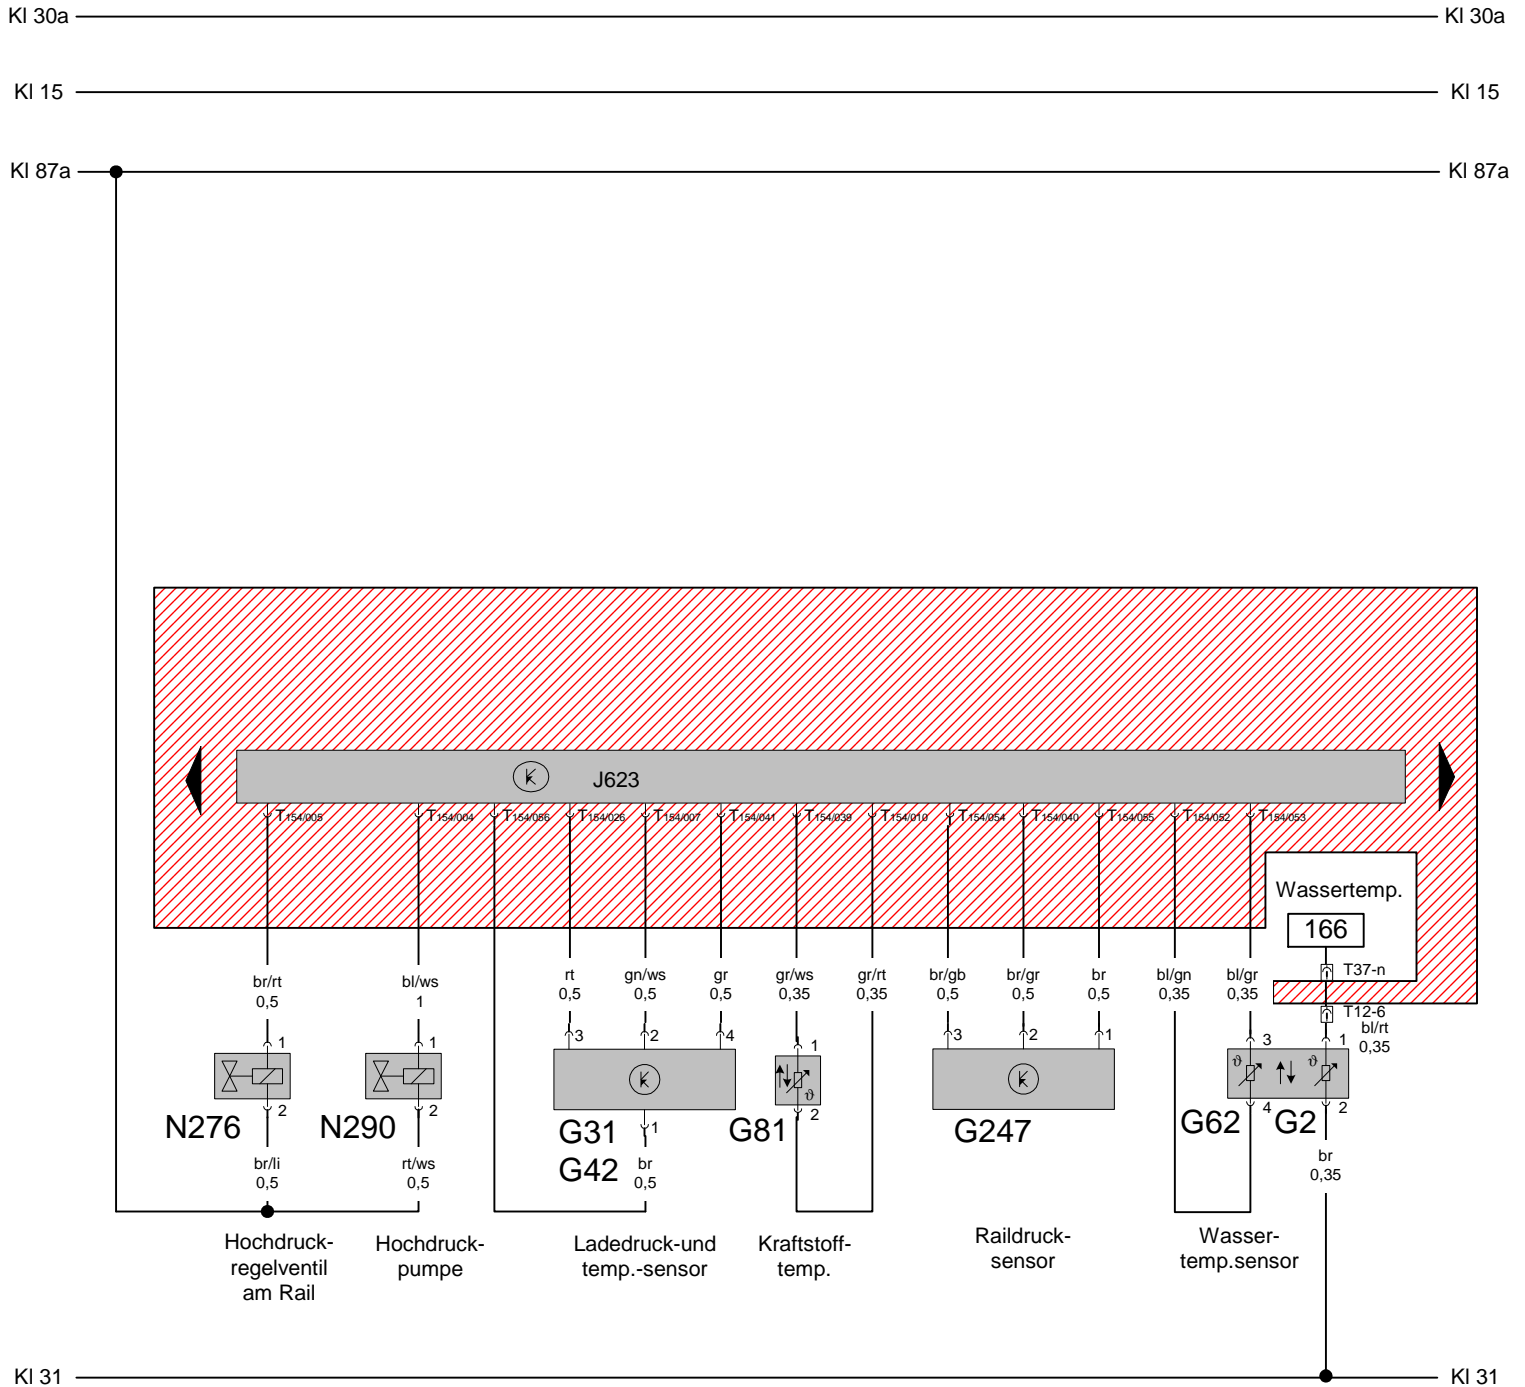 Kl 30a Kl 30a
Kl 15 Kl 15
Kl 87a Kl 87a
J623
T154/005 T154/004 T154/056 T154/026 T154/007 T154/041 T154/039 T154/010 T154/054 T154/040 T154/055 T154/052 T154/053
Wassertemp.
166
T37-n
br/rt bl/ws rt gn/ws gr gr/ws gr/rt br/gb br/gr br bl/gn bl/gr
0,5 1 0,5 0,5 0,5 0,35 0,35 0,5 0,5 0,5 0,35 0,35
T12-6
bl/rt
0,35
1 1 3 2 4 1 3 2 1 3 1
ϑ ϑ ϑ
2 2 1 2 4 2
N276 N290 G31 G81 G247 G62 G2
G42
br/li rt/ws br br
0,5 0,5 0,5 0,35
Hochdruck-
regelventil
am Rail
Hochdruck-
pumpe
Ladedruck-und
temp.-sensor
Kraftstoff-
temp.
Raildruck-
sensor
Wasser-
temp.sensor
Kl 31 Kl 31